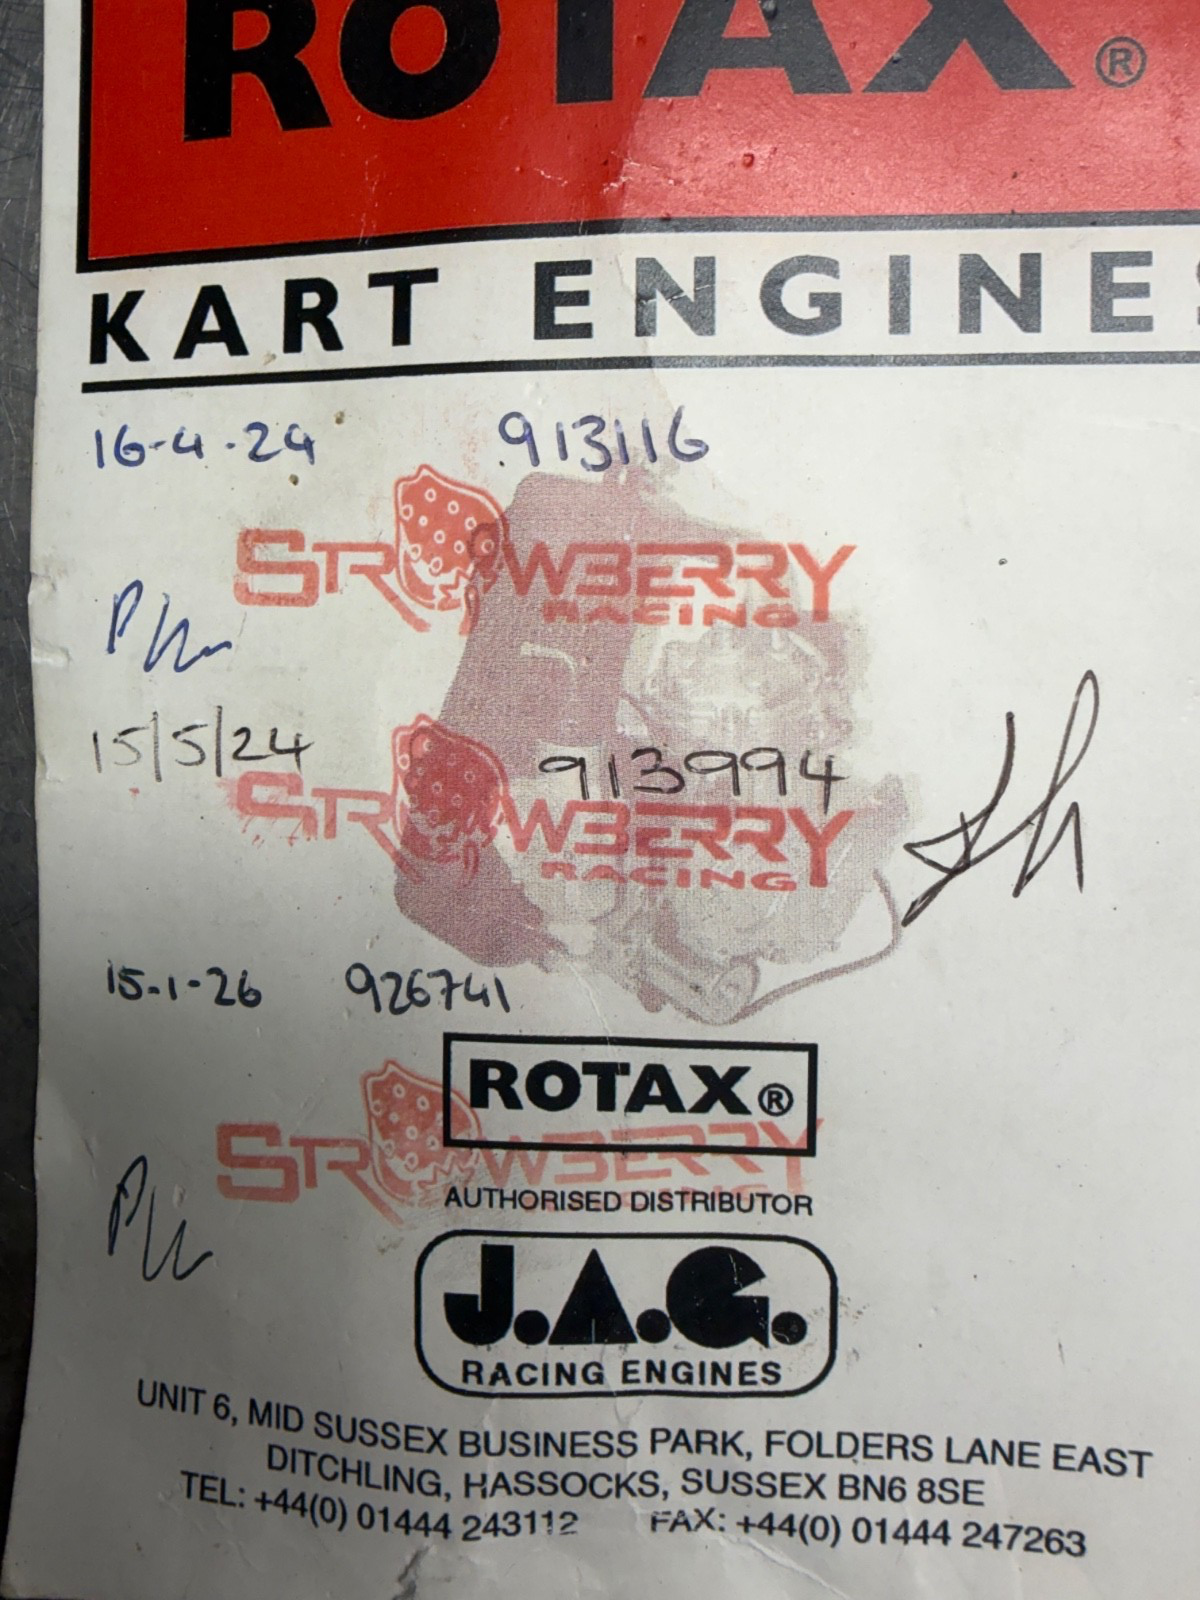 ROTAX®
KART ENGINES
16-4-24 913116
STRAWBERRY
RACING
15/5/24 913994
STRAWBERRY
RACING
15-1-26 926741
ROTAX®
STRAWBERRY
RACING
AUTHORISED DISTRIBUTOR
J.A.G.
RACING ENGINES
UNIT 6, MID SUSSEX BUSINESS PARK, FOLDERS LANE EAST
DITCHLING, HASSOCKS, SUSSEX BN6 8SE
TEL: +44(0) 01444 243112 FAX: +44(0) 01444 247263